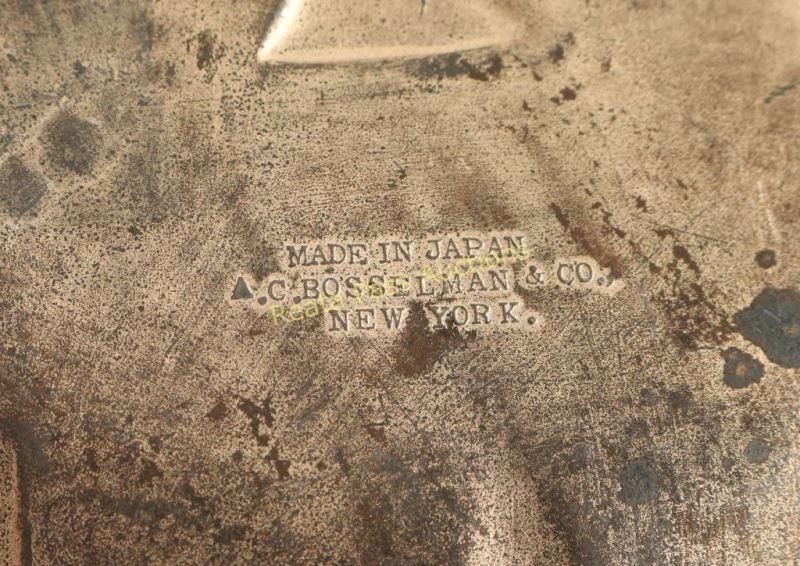 MADE IN JAPAN
A.C. BOSSELMAN & CO.,
NEW YORK.